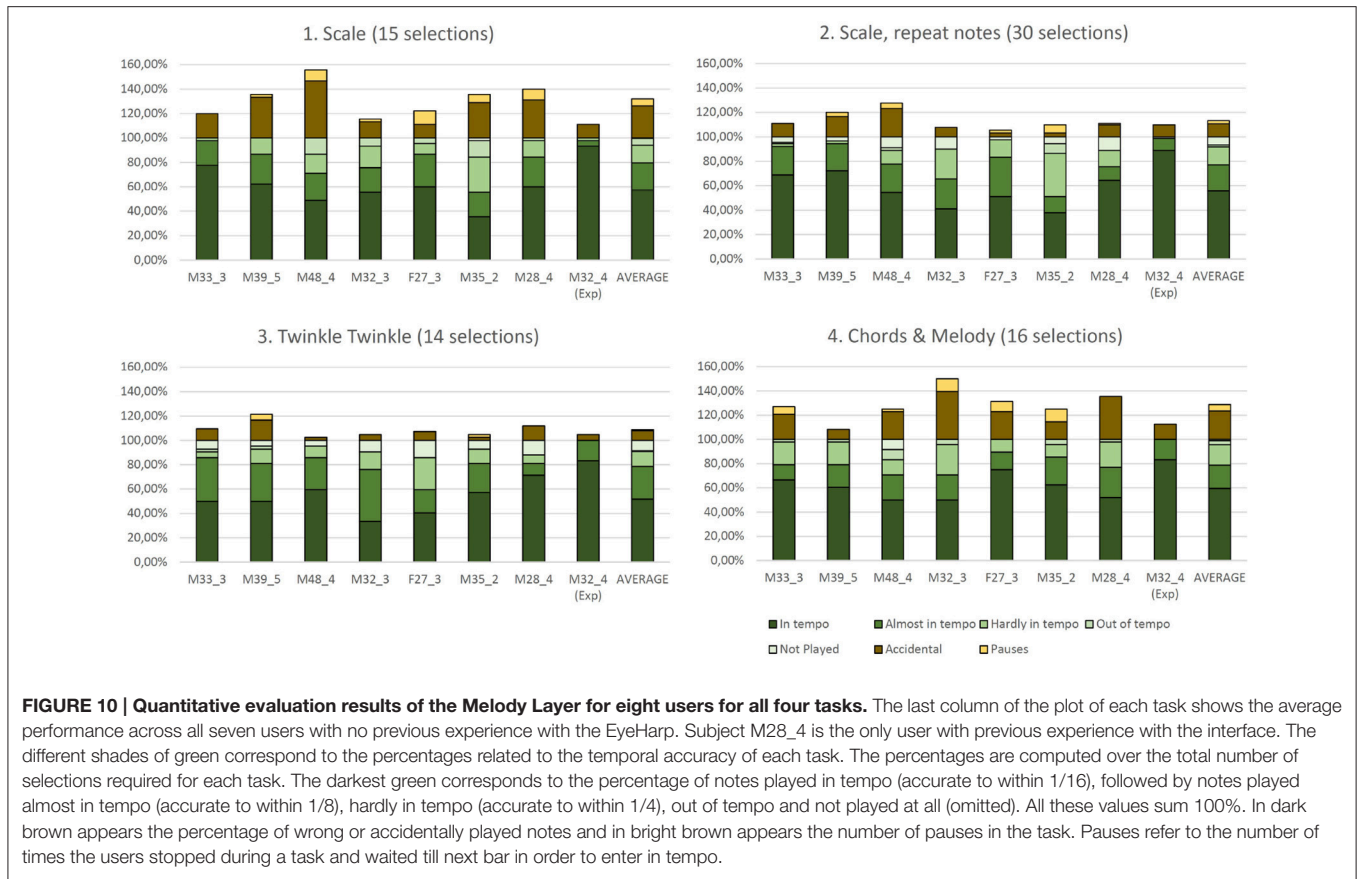 1. Scale (15 selections)
160,00%
140,00%
120,00%
100,00%
80,00%
60,00%
40,00%
20,00%
0,00%
M33_3 M39_5 M48_4 M32_3 F27_3 M35_2 M28_4 M32_4 AVERAGE
(Exp)
2. Scale, repeat notes (30 selections)
160,00%
140,00%
120,00%
100,00%
80,00%
60,00%
40,00%
20,00%
0,00%
M33_3 M39_5 M48_4 M32_3 F27_3 M35_2 M28_4 M32_4 AVERAGE
(Exp)
3. Twinkle Twinkle (14 selections)
160,00%
140,00%
120,00%
100,00%
80,00%
60,00%
40,00%
20,00%
0,00%
M33_3 M39_5 M48_4 M32_3 F27_3 M35_2 M28_4 M32_4 AVERAGE
(Exp)
4. Chords & Melody (16 selections)
160,00%
140,00%
120,00%
100,00%
80,00%
60,00%
40,00%
20,00%
0,00%
M33_3 M39_5 M48_4 M32_3 F27_3 M35_2 M28_4 M32_4 AVERAGE
(Exp)
In tempo Almost in tempo Hardly in tempo Out of tempo
Not Played Accidental Pauses
FIGURE 10 | Quantitative evaluation results of the Melody Layer for eight users for all four tasks. The last column of the plot of each task shows the average
performance across all seven users with no previous experience with the EyeHarp. Subject M28_4 is the only user with previous experience with the interface. The
different shades of green correspond to the percentages related to the temporal accuracy of each task. The percentages are computed over the total number of
selections required for each task. The darkest green corresponds to the percentage of notes played in tempo (accurate to within 1/16), followed by notes played
almost in tempo (accurate to within 1/8), hardly in tempo (accurate to within 1/4), out of tempo and not played at all (omitted). All these values sum 100%. In dark
brown appears the percentage of wrong or accidentally played notes and in bright brown appears the number of pauses in the task. Pauses refer to the number of
times the users stopped during a task and waited till next bar in order to enter in tempo.